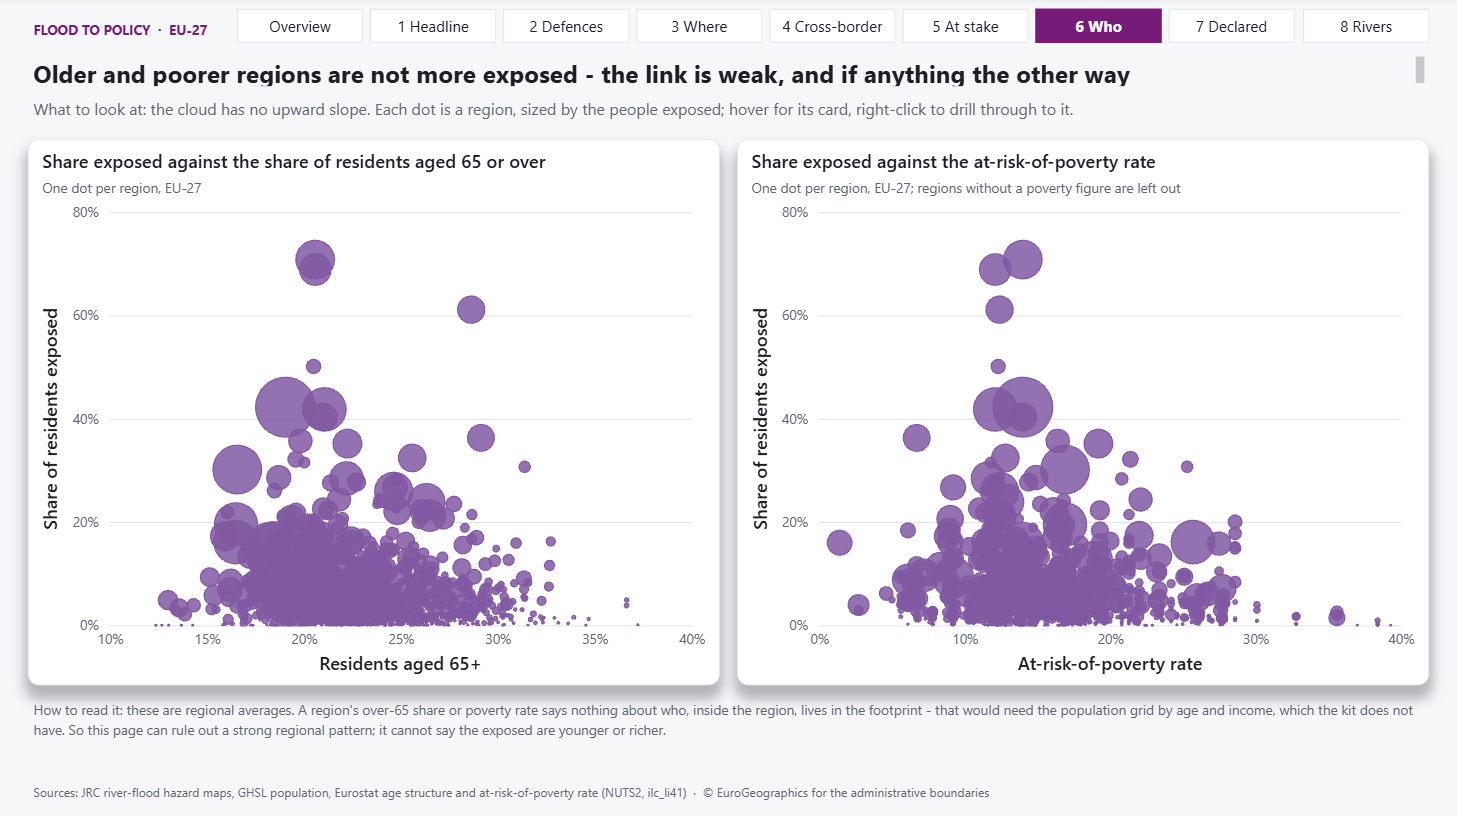 FLOOD TO POLICY · EU-27
Overview
1 Headline
2 Defences
3 Where
4 Cross-border
5 At stake
6 Who
7 Declared
8 Rivers
Older and poorer regions are not more exposed - the link is weak, and if anything the other way
What to look at: the cloud has no upward slope. Each dot is a region, sized by the people exposed; hover for its card, right-click to drill through to it.
Share exposed against the share of residents aged 65 or over
One dot per region, EU-27
Share of residents exposed
80%
60%
40%
20%
0%
10%
15%
20%
25%
30%
35%
40%
Residents aged 65+
Share exposed against the at-risk-of-poverty rate
One dot per region, EU-27; regions without a poverty figure are left out
Share of residents exposed
80%
60%
40%
20%
0%
0%
10%
20%
30%
40%
At-risk-of-poverty rate
How to read it: these are regional averages. A region's over-65 share or poverty rate says nothing about who, inside the region, lives in the footprint - that would need the population grid by age and income, which the kit does not
have. So this page can rule out a strong regional pattern; it cannot say the exposed are younger or richer.
Sources: JRC river-flood hazard maps, GHSL population, Eurostat age structure and at-risk-of-poverty rate (NUTS2, ilc_li41) · © EuroGeographics for the administrative boundaries